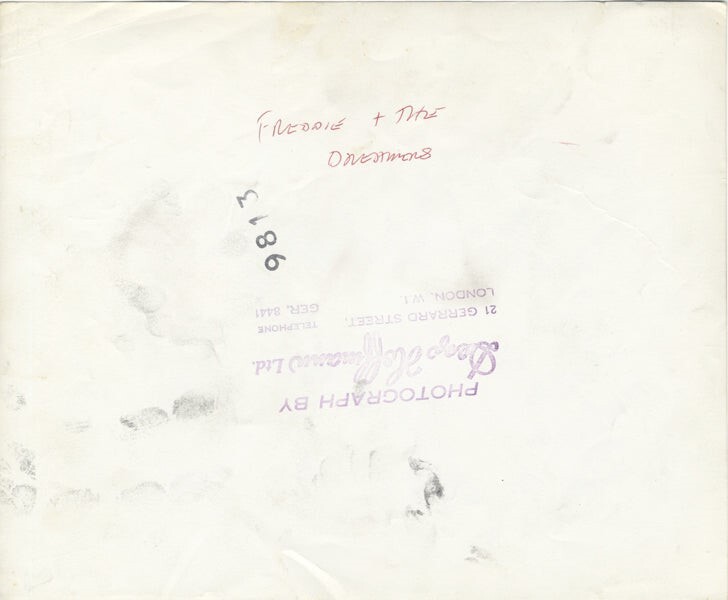 FREDDIE + THE
DREAMERS
9813
PHOTOGRAPH BY
Dezo Hoffmann Ltd.
21 GERRARD STREET, TELEPHONE
LONDON, W.1. GER. 8441